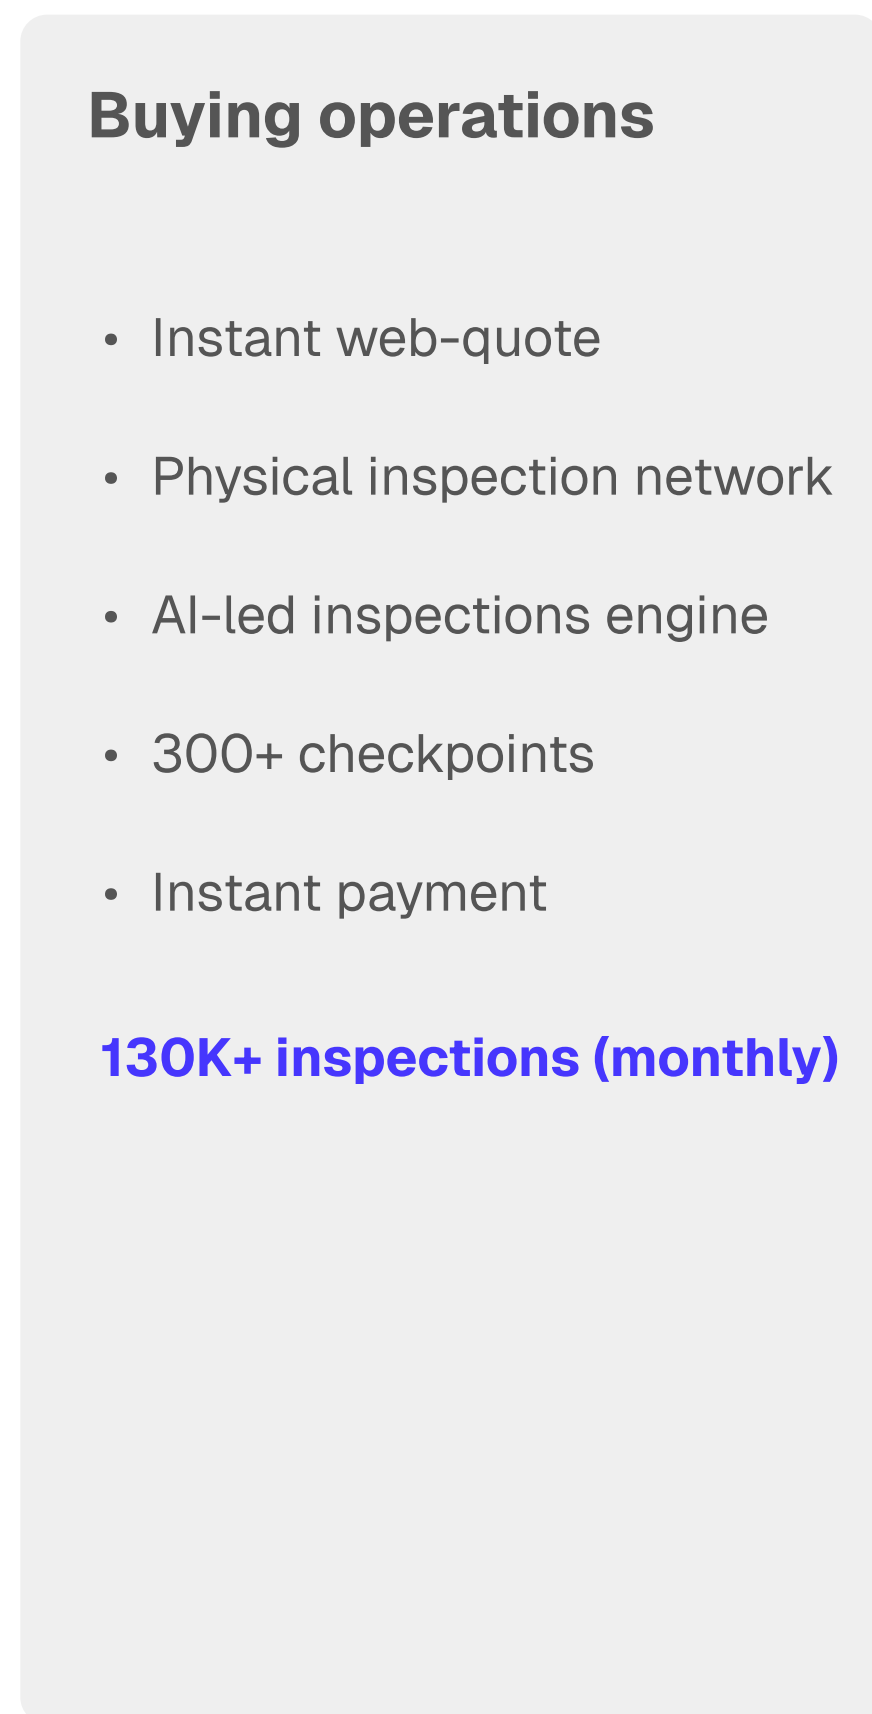 Buying operations
• Instant web-quote
• Physical inspection network
• AI-led inspections engine
• 300+ checkpoints
• Instant payment
130K+ inspections (monthly)